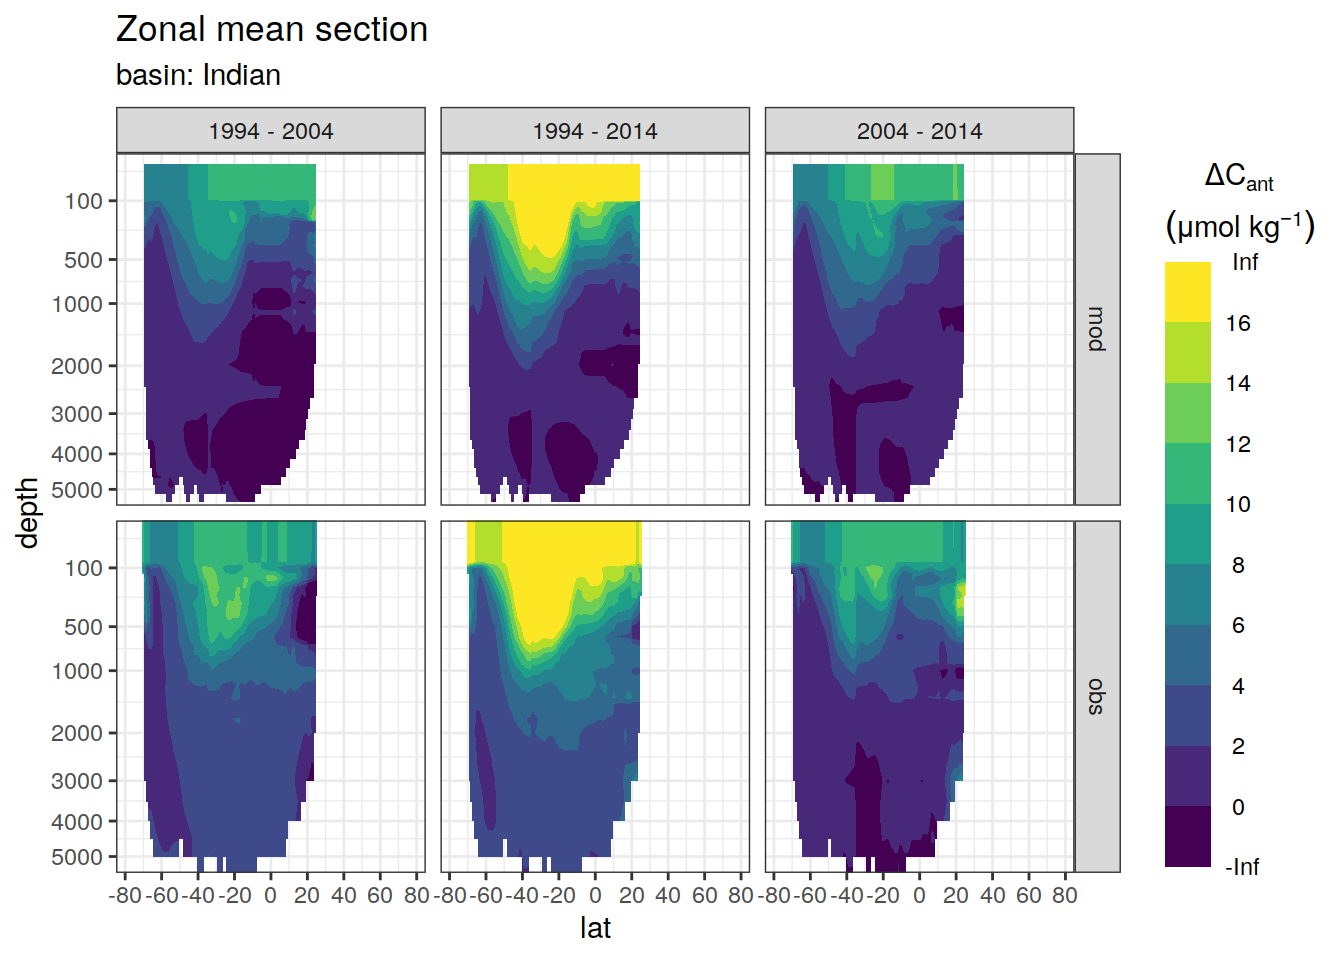 Zonal mean section
basin: Indian
1994 - 2004 1994 - 2014 2004 - 2014
100
500
1000
2000
3000
4000
5000
mod
100
500
1000
2000
3000
4000
5000
obs
depth
-80 -60 -40 -20 0 20 40 60 80 -80 -60 -40 -20 0 20 40 60 80 -80 -60 -40 -20 0 20 40 60 80
lat
ΔCant
(μmol kg⁻¹)
Inf
16
14
12
10
8
6
4
2
0
-Inf